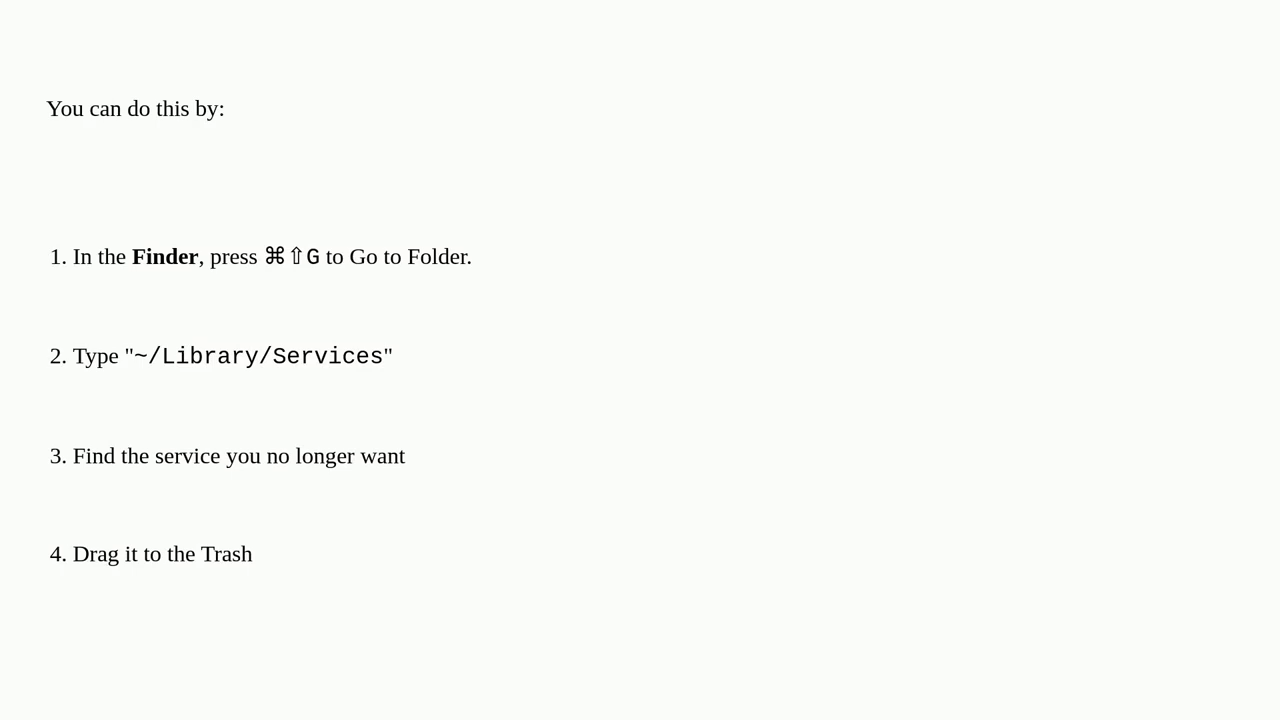 You can do this by:
1. In the Finder, press ⌘⇧G to Go to Folder.
2. Type "~/Library/Services"
3. Find the service you no longer want
4. Drag it to the Trash